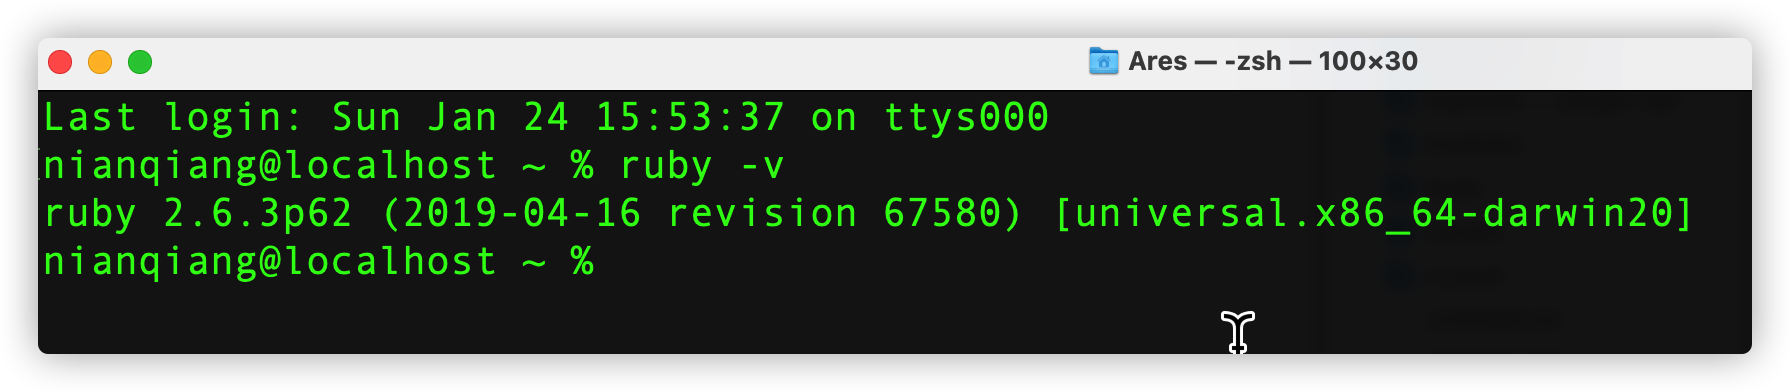 Ares — -zsh — 100×30
Last login: Sun Jan 24 15:53:37 on ttys000
nianqiang@localhost ~ % ruby -v
ruby 2.6.3p62 (2019-04-16 revision 67580) [universal.x86_64-darwin20]
nianqiang@localhost ~ %